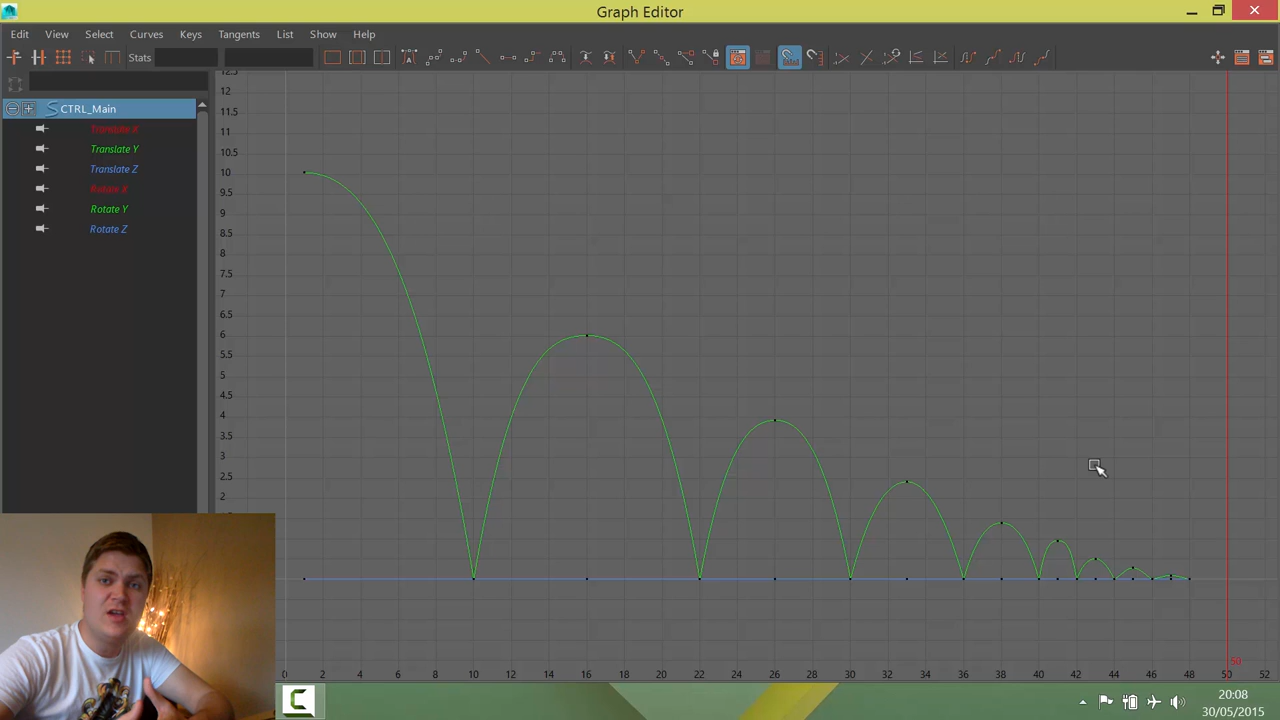 Graph Editor
Edit View Select Curves Keys Tangents List Show Help
Stats
CTRL_Main
Translate X
Translate Y
Translate Z
Rotate X
Rotate Y
Rotate Z
12.5
12
11.5
11
10.5
10
9.5
9
8.5
8
7.5
7
6.5
6
5.5
5
4.5
4
3.5
3
2.5
2
50
0 2 4 6 8 10 12 14 16 18 20 22 24 26 28 30 32 34 36 38 40 42 44 46 48 50 52
20:08
30/05/2015